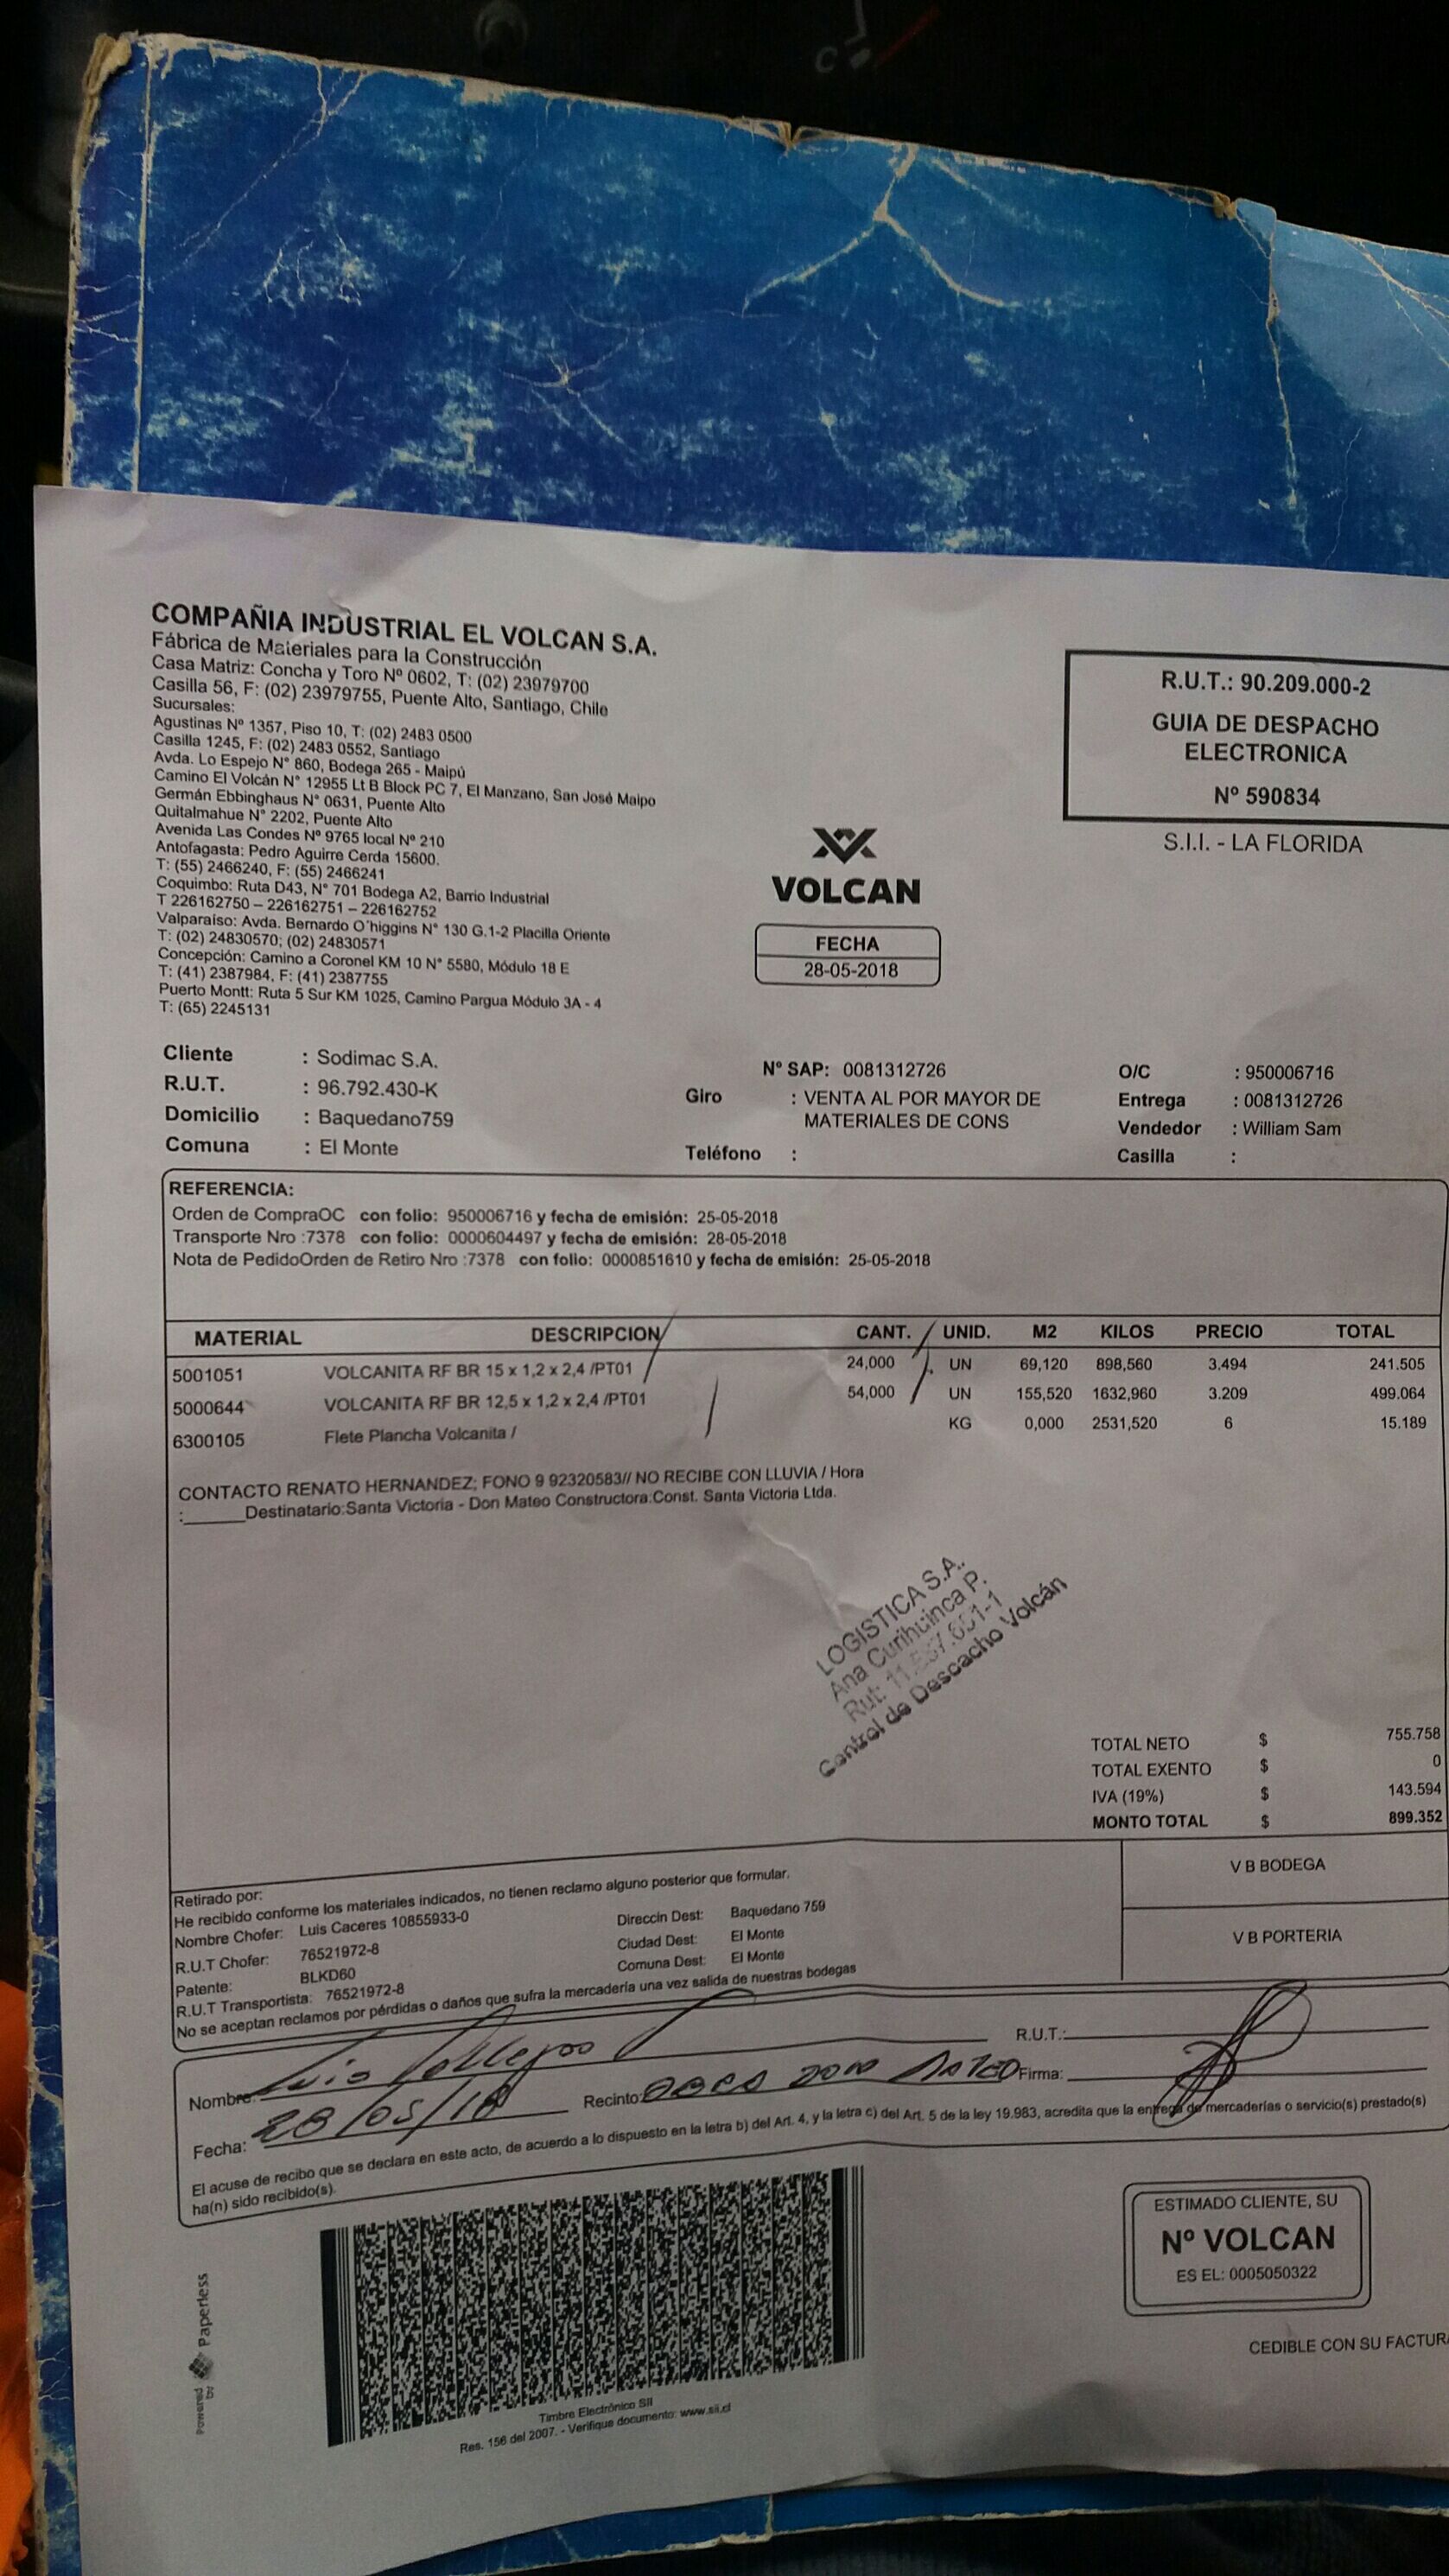 COMPAÑIA INDUSTRIAL EL VOLCAN S.A.
Fábrica de Materiales para la Construcción
Casa Matriz: Concha y Toro Nº 0602, T: (02) 23979700
Casilla 56, F: (02) 23979755, Puente Alto, Santiago, Chile
Sucursales:
Agustinas Nº 1357, Piso 10, T: (02) 2483 0500
Casilla 1245, F: (02) 2483 0552, Santiago
Avda. Lo Espejo N° 860, Bodega 265 - Maipú
Camino El Volcán N° 12955 Lt B Block PC 7, El Manzano, San José Maipo
Germán Ebbinghaus N° 0631, Puente Alto
Quitalmahue N° 2202, Puente Alto
Avenida Las Condes Nº 9765 local Nº 210
Antofagasta: Pedro Aguirre Cerda 15600.
T: (55) 2466240, F: (55) 2466241
Coquimbo: Ruta D43, N° 701 Bodega A2, Barrio Industrial
T 226162750 – 226162751 – 226162752
Valparaiso: Avda. Bernardo O´higgins N° 130 G.1-2 Placilla Oriente
T: (02) 24830570; (02) 24830571
Concepción: Camino a Coronel KM 10 N° 5580, Módulo 18 E
T: (41) 2387984, F: (41) 2387755
Puerto Montt: Ruta 5 Sur KM 1025, Camino Pargua Módulo 3A - 4
T: (65) 2245131
R.U.T.: 90.209.000-2
GUIA DE DESPACHO
ELECTRONICA
Nº 590834
S.I.I. - LA FLORIDA
VOLCAN
FECHA
28-05-2018
Cliente : Sodimac S.A.
R.U.T. : 96.792.430-K
Domicilio : Baquedano759
Comuna : El Monte
Nº SAP: 0081312726
Giro : VENTA AL POR MAYOR DE
MATERIALES DE CONS
Teléfono :
O/C : 950006716
Entrega : 0081312726
Vendedor : William Sam
Casilla :
REFERENCIA:
Orden de CompraOC con folio: 950006716 y fecha de emisión: 25-05-2018
Transporte Nro :7378 con folio: 0000604497 y fecha de emisión: 28-05-2018
Nota de PedidoOrden de Retiro Nro :7378 con folio: 0000851610 y fecha de emisión: 25-05-2018
MATERIAL DESCRIPCION CANT. UNID. M2 KILOS PRECIO TOTAL
5001051 VOLCANITA RF BR 15 x 1,2 x 2,4 /PT01 24,000 UN 69,120 898,560 3.494 241.505
5000644 VOLCANITA RF BR 12,5 x 1,2 x 2,4 /PT01 54,000 UN 155,520 1632,960 3.209 499.064
6300105 Flete Plancha Volcanita / KG 0,000 2531,520 6 15.189
CONTACTO RENATO HERNANDEZ; FONO 9 92320583// NO RECIBE CON LLUVIA / Hora
:______Destinatario:Santa Victoria - Don Mateo Constructora:Const. Santa Victoria Ltda.
LOGISTICA S.A.
Ana Curihuinca P.
Rut:
Control de Despacho Volcán
TOTAL NETO $ 755.758
TOTAL EXENTO $ 0
IVA (19%) $ 143.594
MONTO TOTAL $ 899.352
Retirado por:
He recibido conforme los materiales indicados, no tienen reclamo alguno posterior que formular.
Nombre Chofer: Luis Caceres 10855933-0
R.U.T Chofer: 76521972-8
Patente: BLKD60
R.U.T Transportista: 76521972-8
Direccin Dest: Baquedano 759
Ciudad Dest: El Monte
Comuna Dest: El Monte
No se aceptan reclamos por pérdidas o daños que sufra la mercadería una vez salida de nuestras bodegas
V B BODEGA
V B PORTERIA
Nombre: Luis
R.U.T.:
Fecha: 28/05/18
Recinto: OBRA DON MATEO
Firma:
El acuse de recibo que se declara en este acto, de acuerdo a lo dispuesto en la letra b) del Art. 4, y la letra c) del Art. 5 de la ley 19.983, acredita que la entrega de mercaderías o servicio(s) prestado(s)
ha(n) sido recibido(s).
Powered by Paperless
Timbre Electrónico SII
Res. 156 del 2007. - Verifique documento: www.sii.cl
ESTIMADO CLIENTE, SU
Nº VOLCAN
ES EL: 0005050322
CEDIBLE CON SU FACTURA